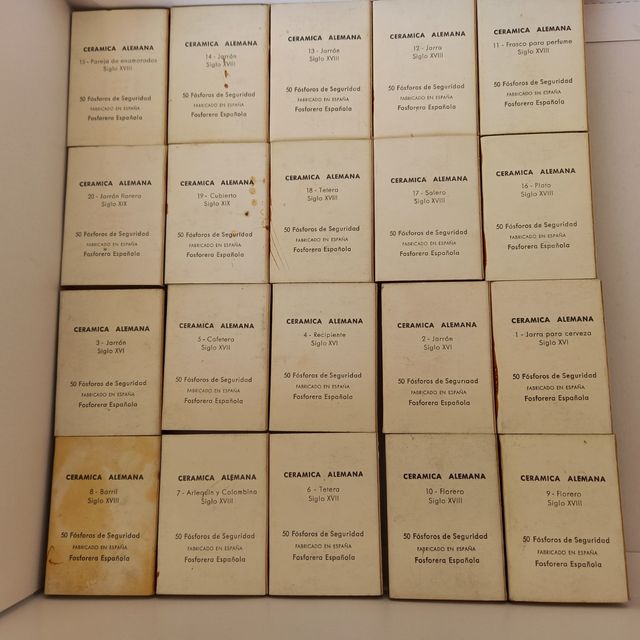 CERAMICA ALEMANA
15 - Pareja de enamorados
Siglo XVIII
50 Fósforos de Seguridad
FABRICADO EN ESPAÑA
Fosforera Española
CERAMICA ALEMANA
14 - Jarrón
Siglo XVIII
50 Fósforos de Seguridad
FABRICADO EN ESPAÑA
Fosforera Española
CERAMICA ALEMANA
13 - Jarrón
Siglo XVIII
50 Fósforos de Seguridad
FABRICADO EN ESPAÑA
Fosforera Española
CERAMICA ALEMANA
12 - Jarra
Siglo XVIII
50 Fósforos de Seguridad
FABRICADO EN ESPAÑA
Fosforera Española
CERAMICA ALEMANA
11 - Frasco para perfume
Siglo XVIII
50 Fósforos de Seguridad
FABRICADO EN ESPAÑA
Fosforera Española
CERAMICA ALEMANA
20 - Jarrón florero
Siglo XIX
50 Fósforos de Seguridad
FABRICADO EN ESPAÑA
Fosforera Española
CERAMICA ALEMANA
19 - Cubierto
Siglo XIX
50 Fósforos de Seguridad
FABRICADO EN ESPAÑA
Fosforera Española
CERAMICA ALEMANA
18 - Tetera
Siglo XVIII
50 Fósforos de Seguridad
FABRICADO EN ESPAÑA
Fosforera Española
CERAMICA ALEMANA
17 - Salero
Siglo XVIII
50 Fósforos de Seguridad
FABRICADO EN ESPAÑA
Fosforera Española
CERAMICA ALEMANA
16 - Plato
Siglo XVIII
50 Fósforos de Seguridad
FABRICADO EN ESPAÑA
Fosforera Española
CERAMICA ALEMANA
3 - Jarrón
Siglo XVI
50 Fósforos de Seguridad
FABRICADO EN ESPAÑA
Fosforera Española
CERAMICA ALEMANA
5 - Cafetera
Siglo XVII
50 Fósforos de Seguridad
FABRICADO EN ESPAÑA
Fosforera Española
CERAMICA ALEMANA
4 - Recipiente
Siglo XVI
50 Fósforos de Seguridad
FABRICADO EN ESPAÑA
Fosforera Española
CERAMICA ALEMANA
2 - Jarrón
Siglo XVI
50 Fósforos de Seguridad
FABRICADO EN ESPAÑA
Fosforera Española
CERAMICA ALEMANA
1 - Jarra para cerveza
Siglo XVI
50 Fósforos de Seguridad
FABRICADO EN ESPAÑA
Fosforera Española
CERAMICA ALEMANA
8 - Barril
Siglo XVIII
50 Fósforos de Seguridad
FABRICADO EN ESPAÑA
Fosforera Española
CERAMICA ALEMANA
7 - Arlequín y Colombina
Siglo XVIII
50 Fósforos de Seguridad
FABRICADO EN ESPAÑA
Fosforera Española
CERAMICA ALEMANA
6 - Tetera
Siglo XVIII
50 Fósforos de Seguridad
FABRICADO EN ESPAÑA
Fosforera Española
CERAMICA ALEMANA
10 - Florero
Siglo XVIII
50 Fósforos de Seguridad
FABRICADO EN ESPAÑA
Fosforera Española
CERAMICA ALEMANA
9 - Florero
Siglo XVIII
50 Fósforos de Seguridad
FABRICADO EN ESPAÑA
Fosforera Española